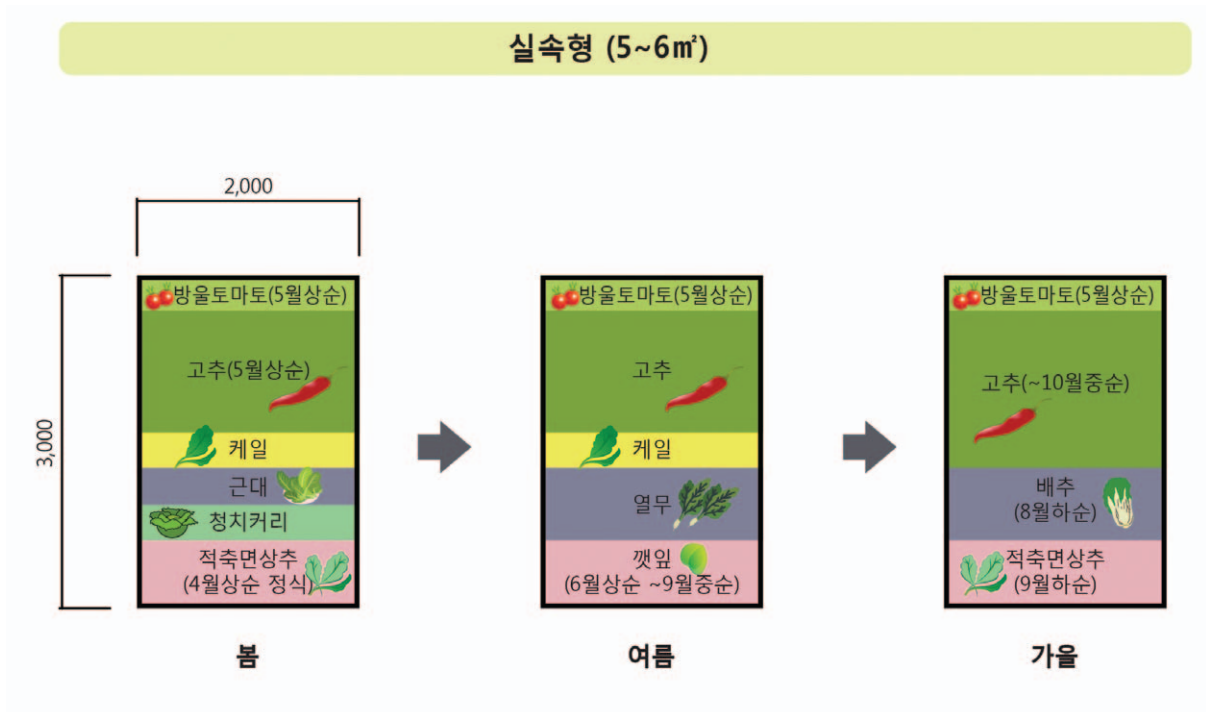 실속형 (5~6㎡)
2,000
3,000
방울토마토(5월상순)
고추(5월상순)
케일
근대
청치커리
적축면상추
(4월상순 정식)
봄
방울토마토(5월상순)
고추
케일
열무
깻잎
(6월상순 ~9월중순)
여름
방울토마토(5월상순)
고추(~10월중순)
배추
(8월하순)
적축면상추
(9월하순)
가을